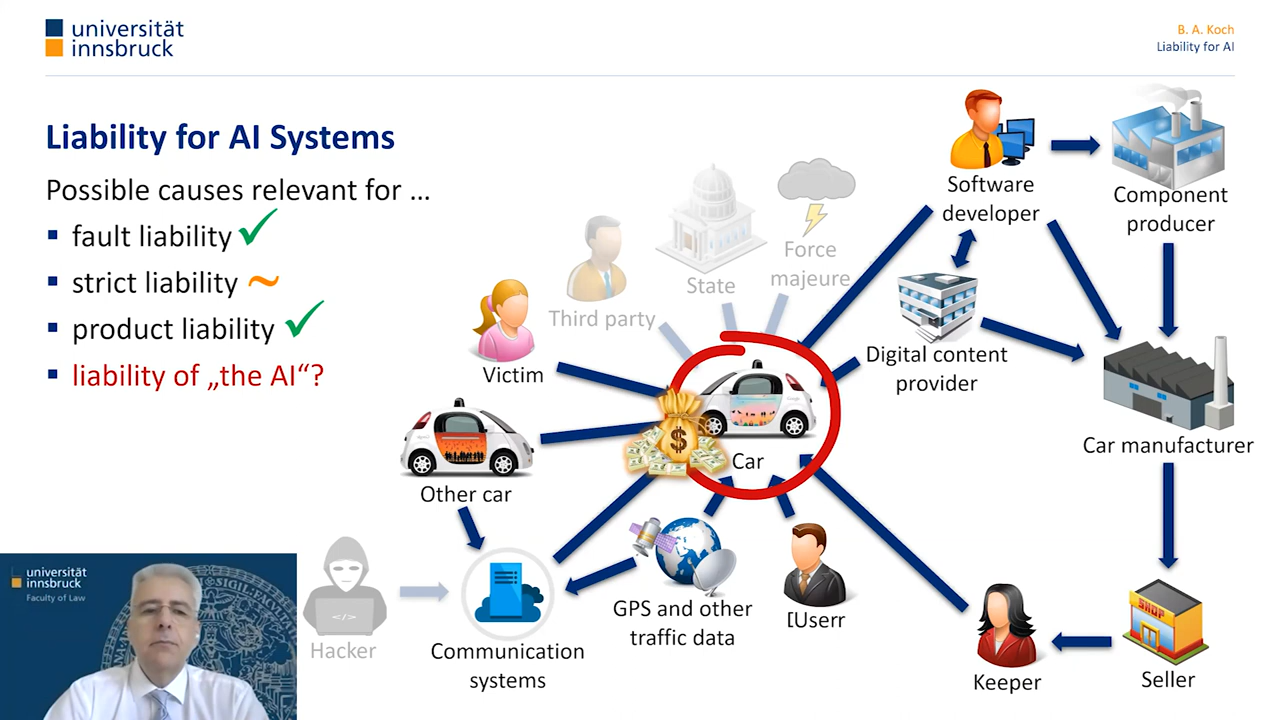 universität
innsbruck
B. A. Koch
Liability for AI
Liability for AI Systems
Possible causes relevant for …
fault liability
strict liability ~
product liability
liability of „the AI“?
Software
developer
Component
producer
Force
majeure
State
Third party
Victim
Digital content
provider
Car manufacturer
Car
Other car
$
GPS and other
traffic data
[Userr
Communication
systems
Hacker
</>
Keeper
SHOP
Seller
universität
innsbruck
Faculty of Law